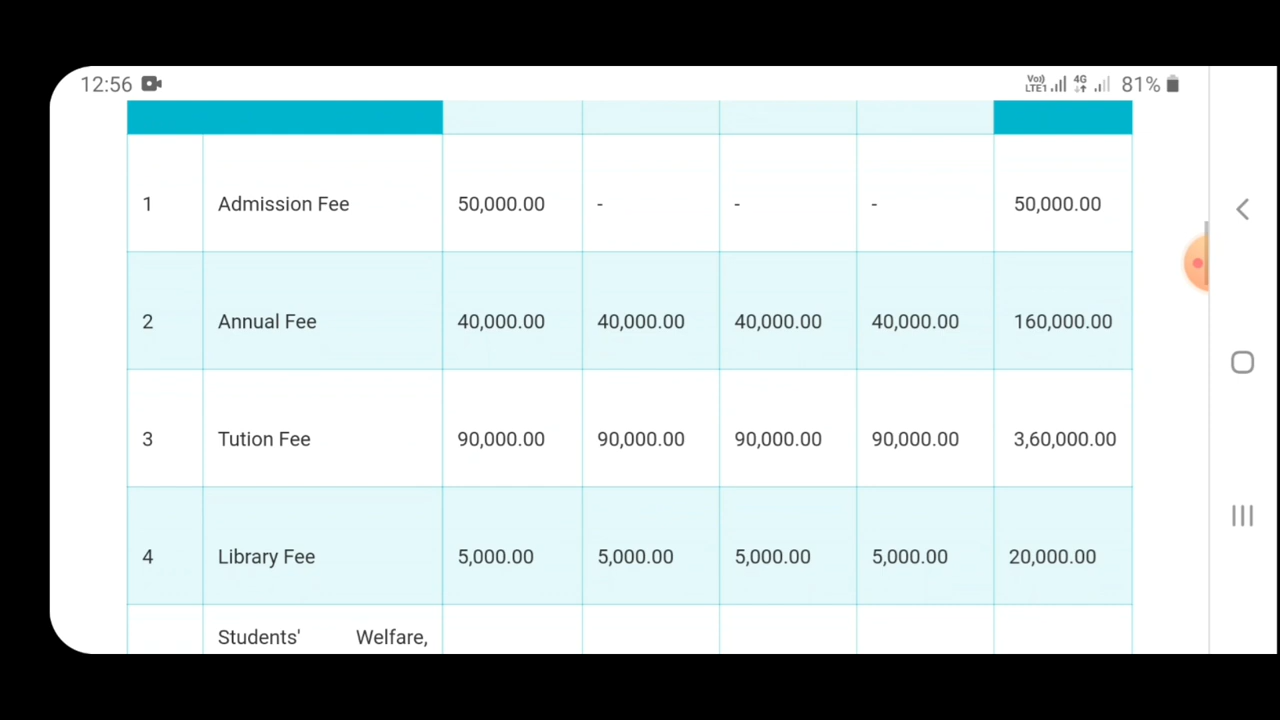 12:56 Vo)) LTE1 4G 81%
1 Admission Fee 50,000.00 - - - 50,000.00
2 Annual Fee 40,000.00 40,000.00 40,000.00 40,000.00 160,000.00
3 Tution Fee 90,000.00 90,000.00 90,000.00 90,000.00 3,60,000.00
4 Library Fee 5,000.00 5,000.00 5,000.00 5,000.00 20,000.00
Students' Welfare,